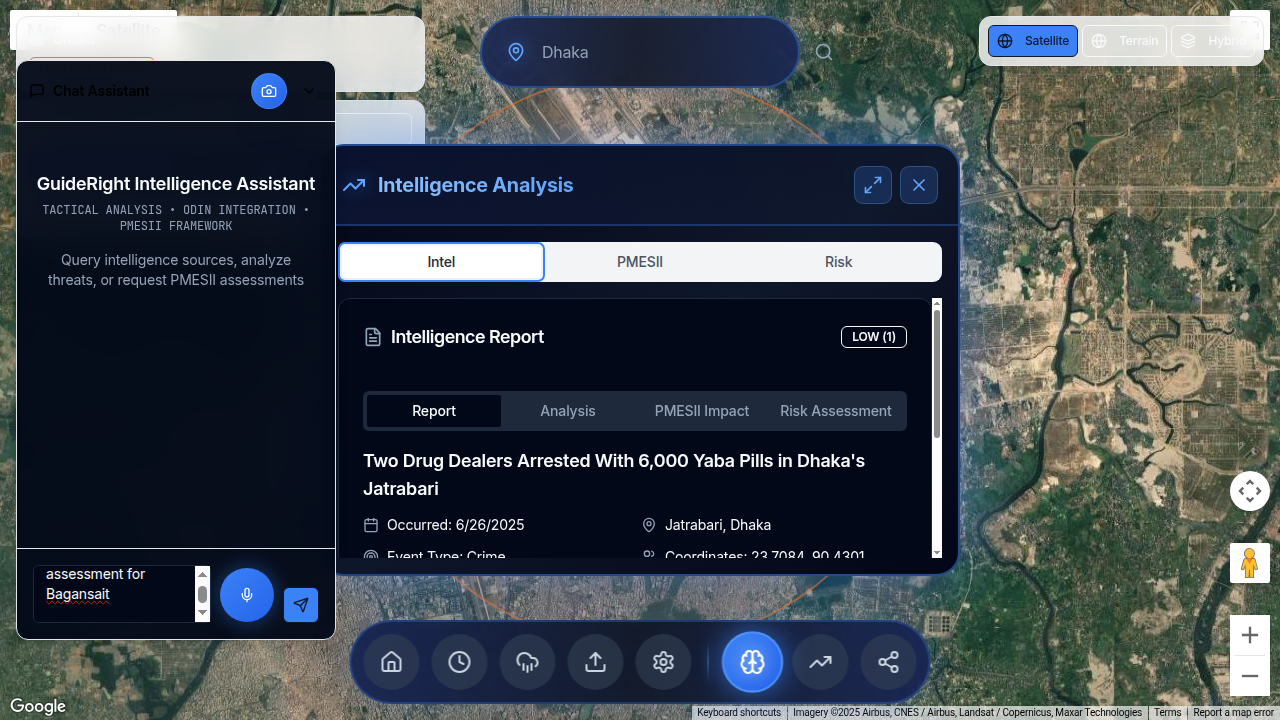 Map
Satellite
Dhaka
Satellite
Terrain
Hybrid
Chat Assistant
GuideRight Intelligence Assistant
TACTICAL ANALYSIS • ODIN INTEGRATION •
PMESII FRAMEWORK
Query intelligence sources, analyze
threats, or request PMESII assessments
assessment for
Bagansait
Intelligence Analysis
Intel
PMESII
Risk
Intelligence Report
LOW (1)
Report
Analysis
PMESII Impact
Risk Assessment
Two Drug Dealers Arrested With 6,000 Yaba Pills in Dhaka's
Jatrabari
Occurred: 6/26/2025
Jatrabari, Dhaka
Event Type: Crime
Coordinates: 23.7084, 90.4301
Google
Keyboard shortcuts
Imagery ©2025 Airbus, CNES / Airbus, Landsat / Copernicus, Maxar Technologies
Terms
Report a map error